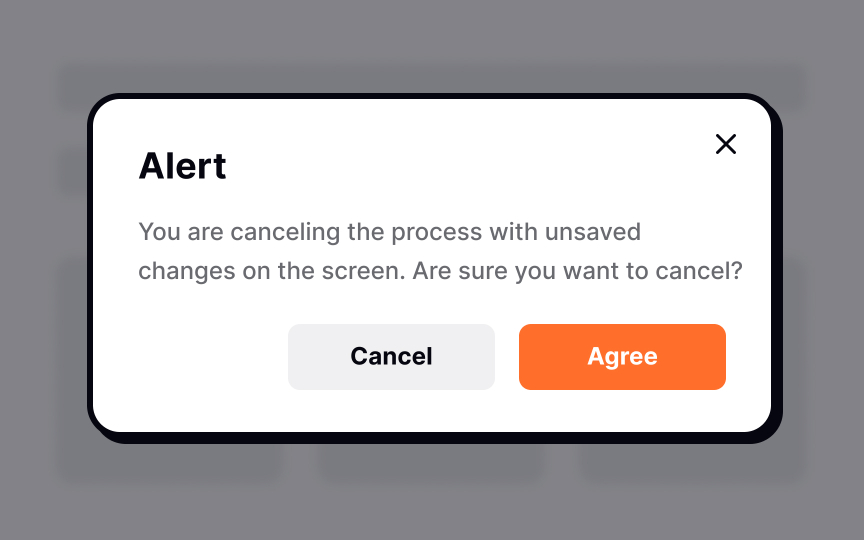 Alert
You are canceling the process with unsaved
changes on the screen. Are sure you want to cancel?
Cancel
Agree